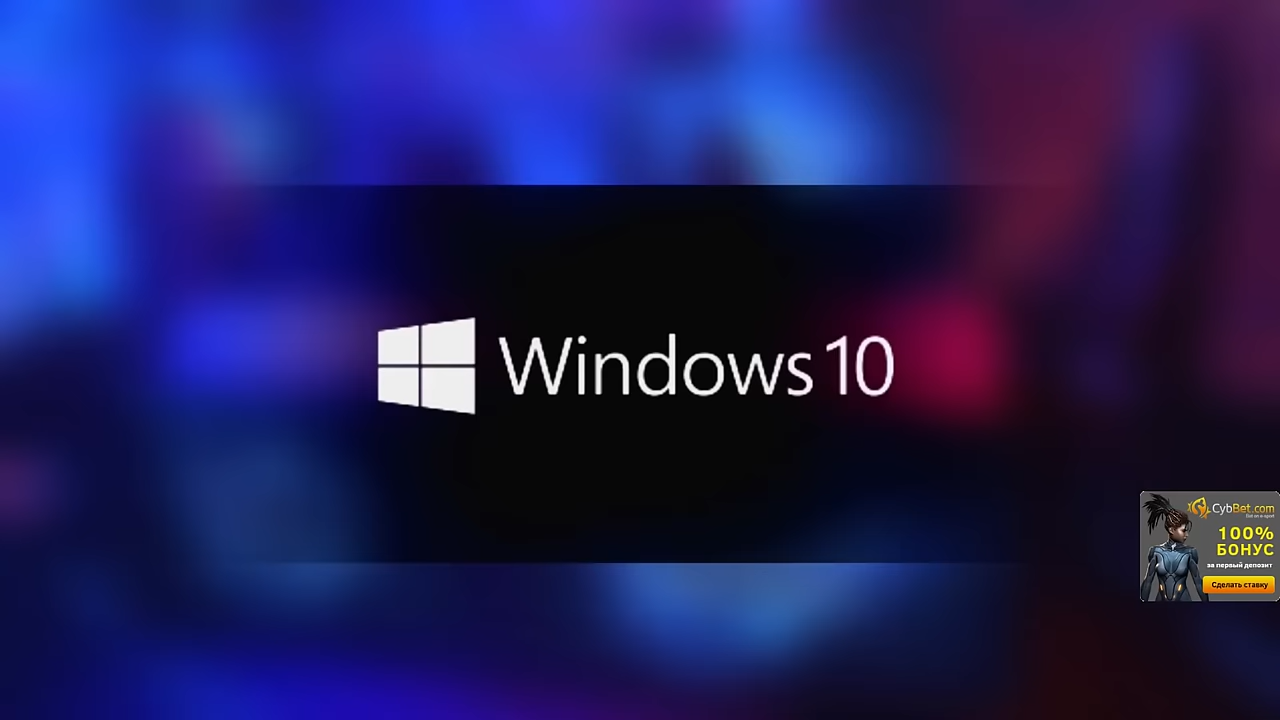 Windows 10
CybBet.com
100%
БОНУС
за первый депозит
Сделать ставку